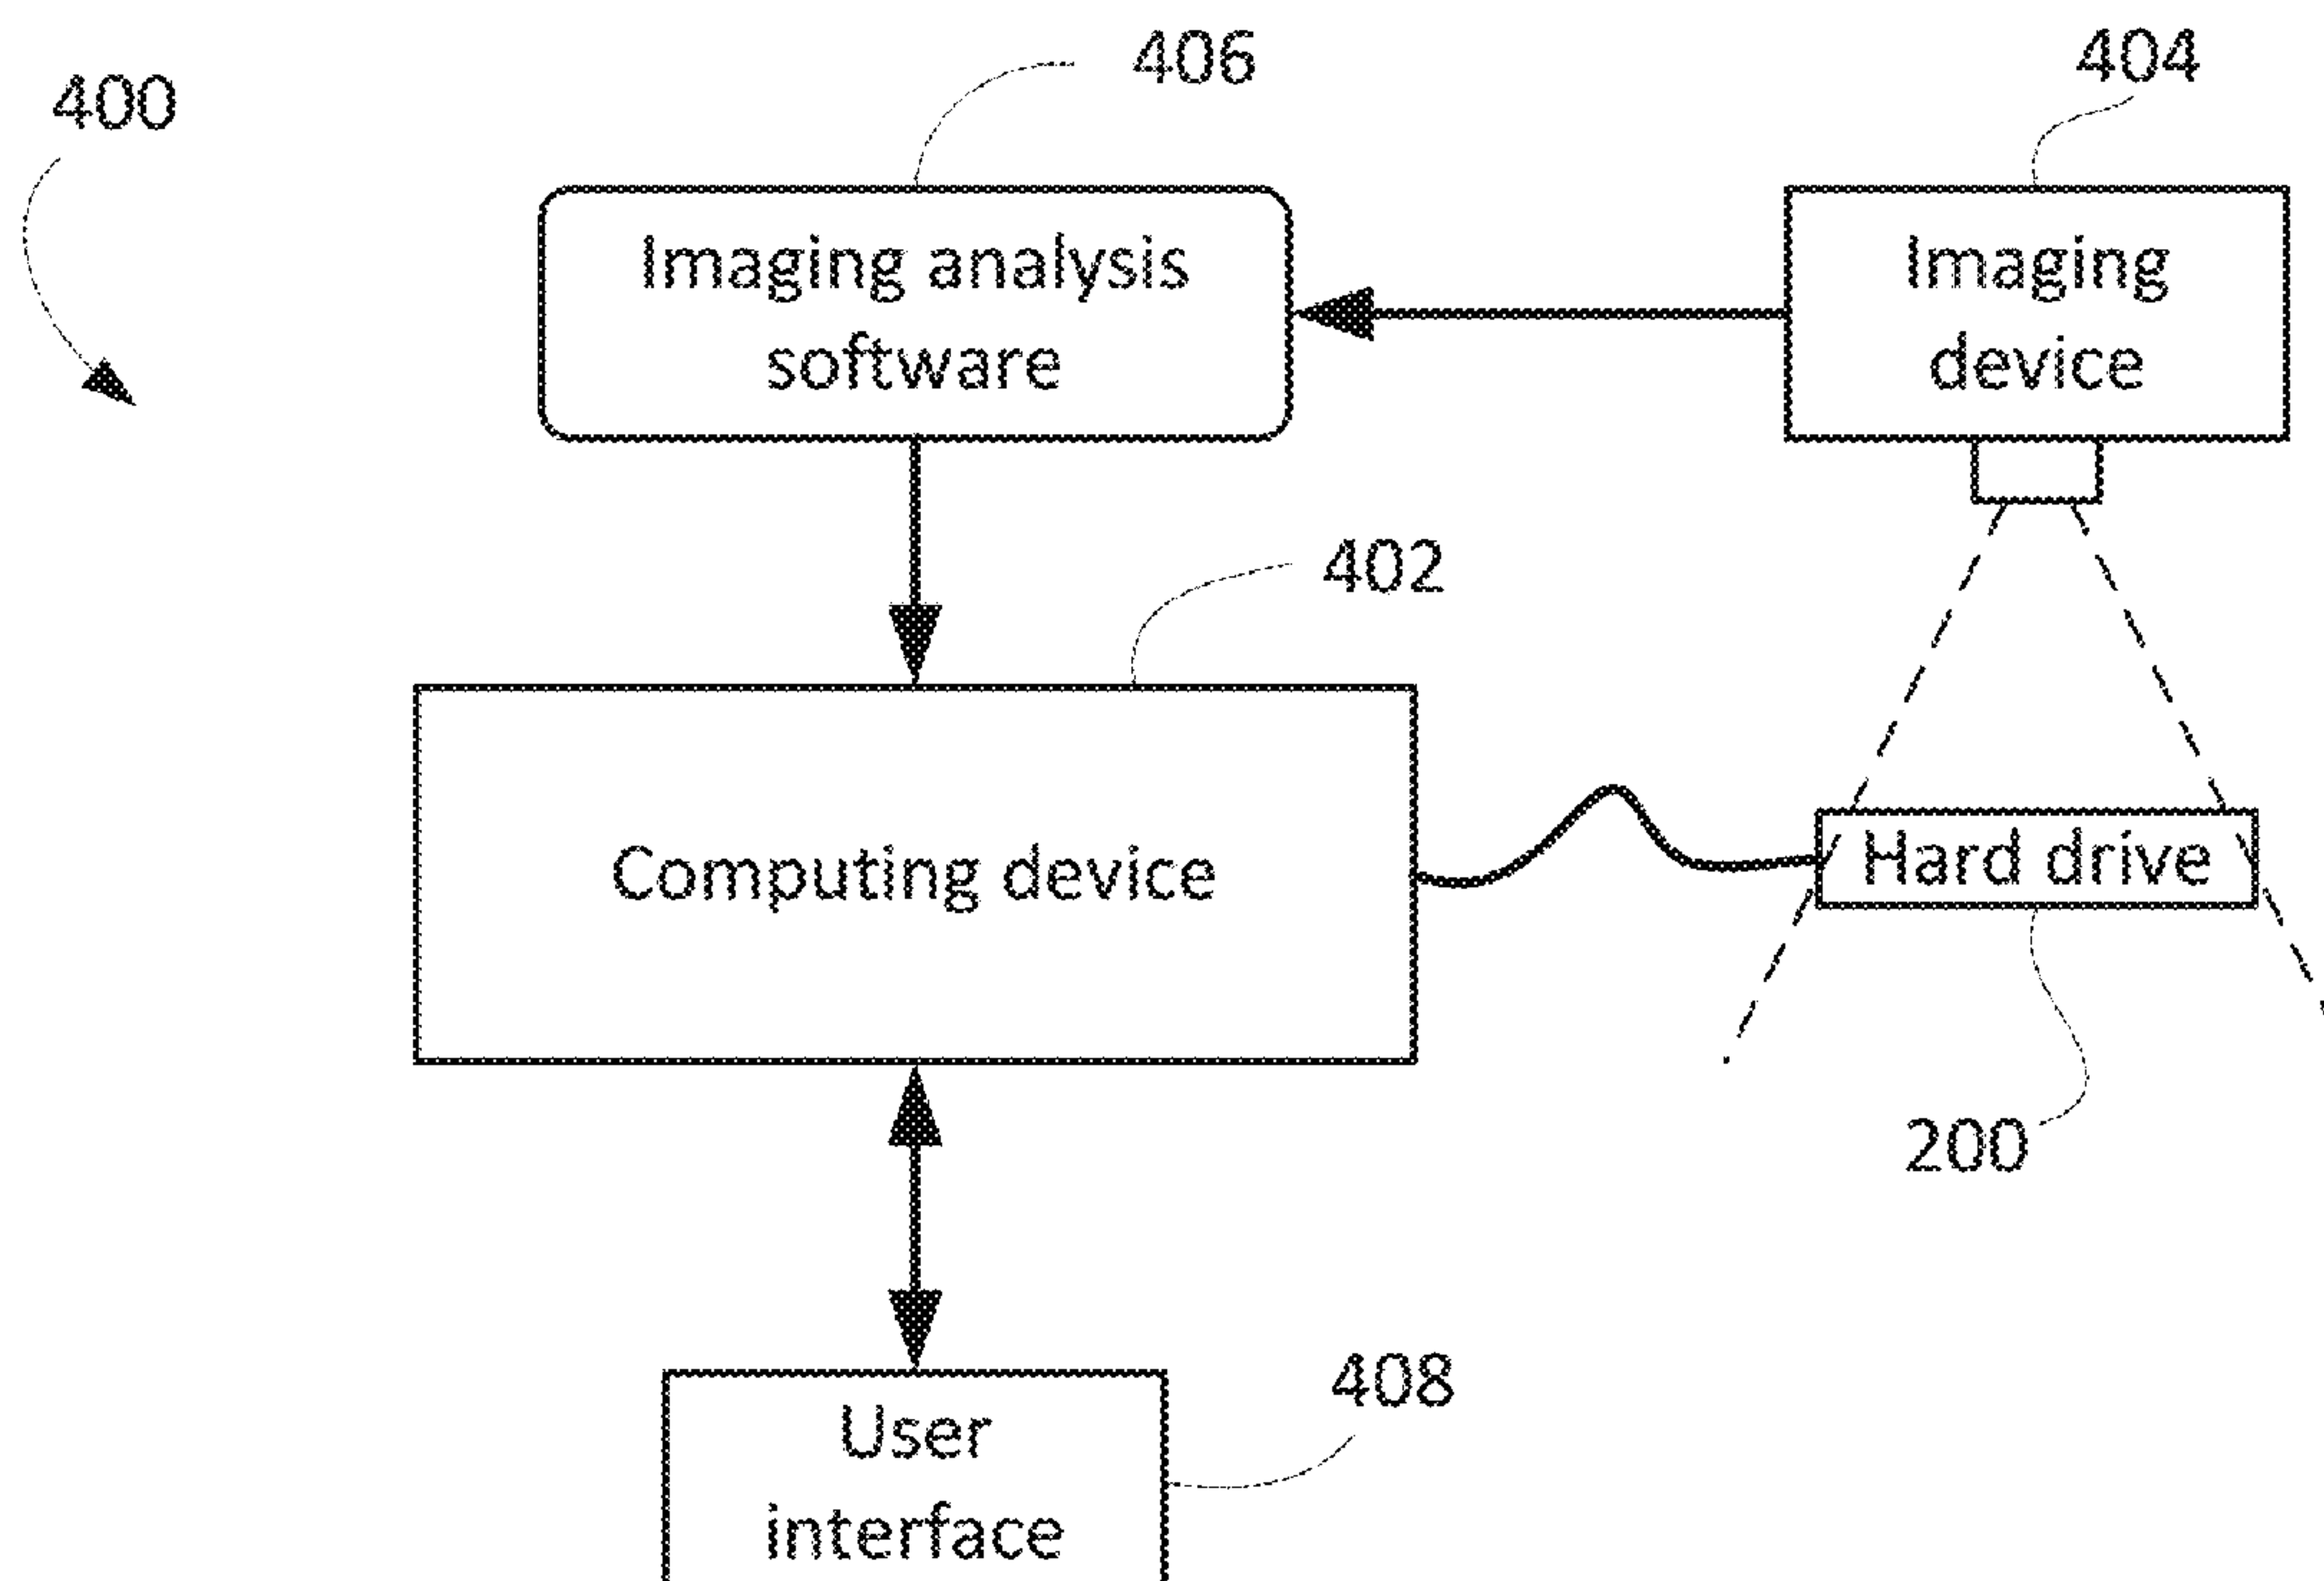 406
404
400
Imaging analysis
software
Imaging
device
402
Computing device
Hard drive
200
408
User
interface